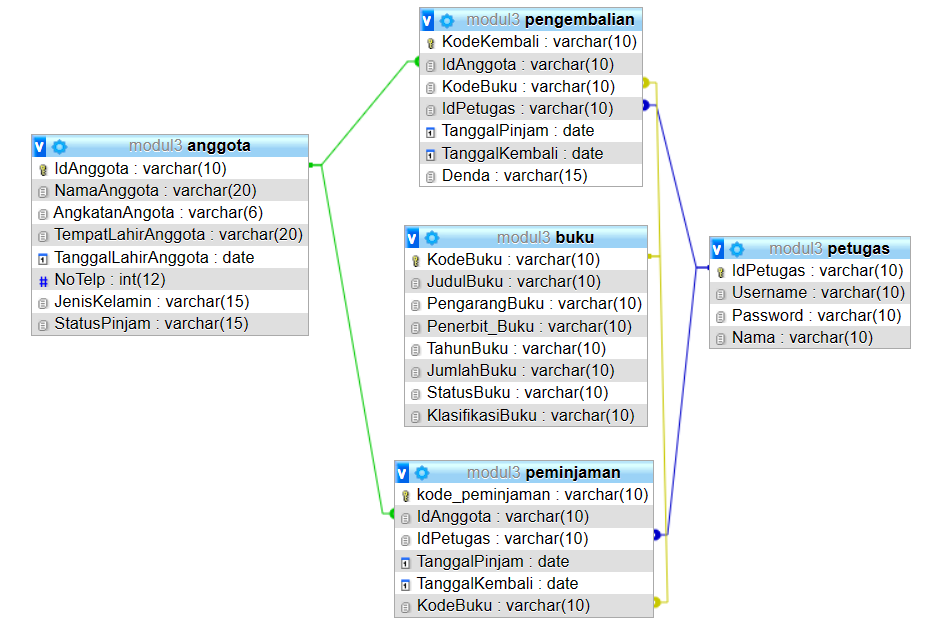 modul3 pengembalian
KodeKembali : varchar(10)
IdAnggota : varchar(10)
KodeBuku : varchar(10)
IdPetugas : varchar(10)
TanggalPinjam : date
TanggalKembali : date
Denda : varchar(15)
modul3 anggota
IdAnggota : varchar(10)
NamaAnggota : varchar(20)
AngkatanAngota : varchar(6)
TempatLahirAnggota : varchar(20)
TanggalLahirAnggota : date
NoTelp : int(12)
JenisKelamin : varchar(15)
StatusPinjam : varchar(15)
modul3 buku
KodeBuku : varchar(10)
JudulBuku : varchar(10)
PengarangBuku : varchar(10)
Penerbit_Buku : varchar(10)
TahunBuku : varchar(10)
JumlahBuku : varchar(10)
StatusBuku : varchar(10)
KlasifikasiBuku : varchar(10)
modul3 petugas
IdPetugas : varchar(10)
Username : varchar(10)
Password : varchar(10)
Nama : varchar(10)
modul3 peminjaman
kode_peminjaman : varchar(10)
IdAnggota : varchar(10)
IdPetugas : varchar(10)
TanggalPinjam : date
TanggalKembali : date
KodeBuku : varchar(10)